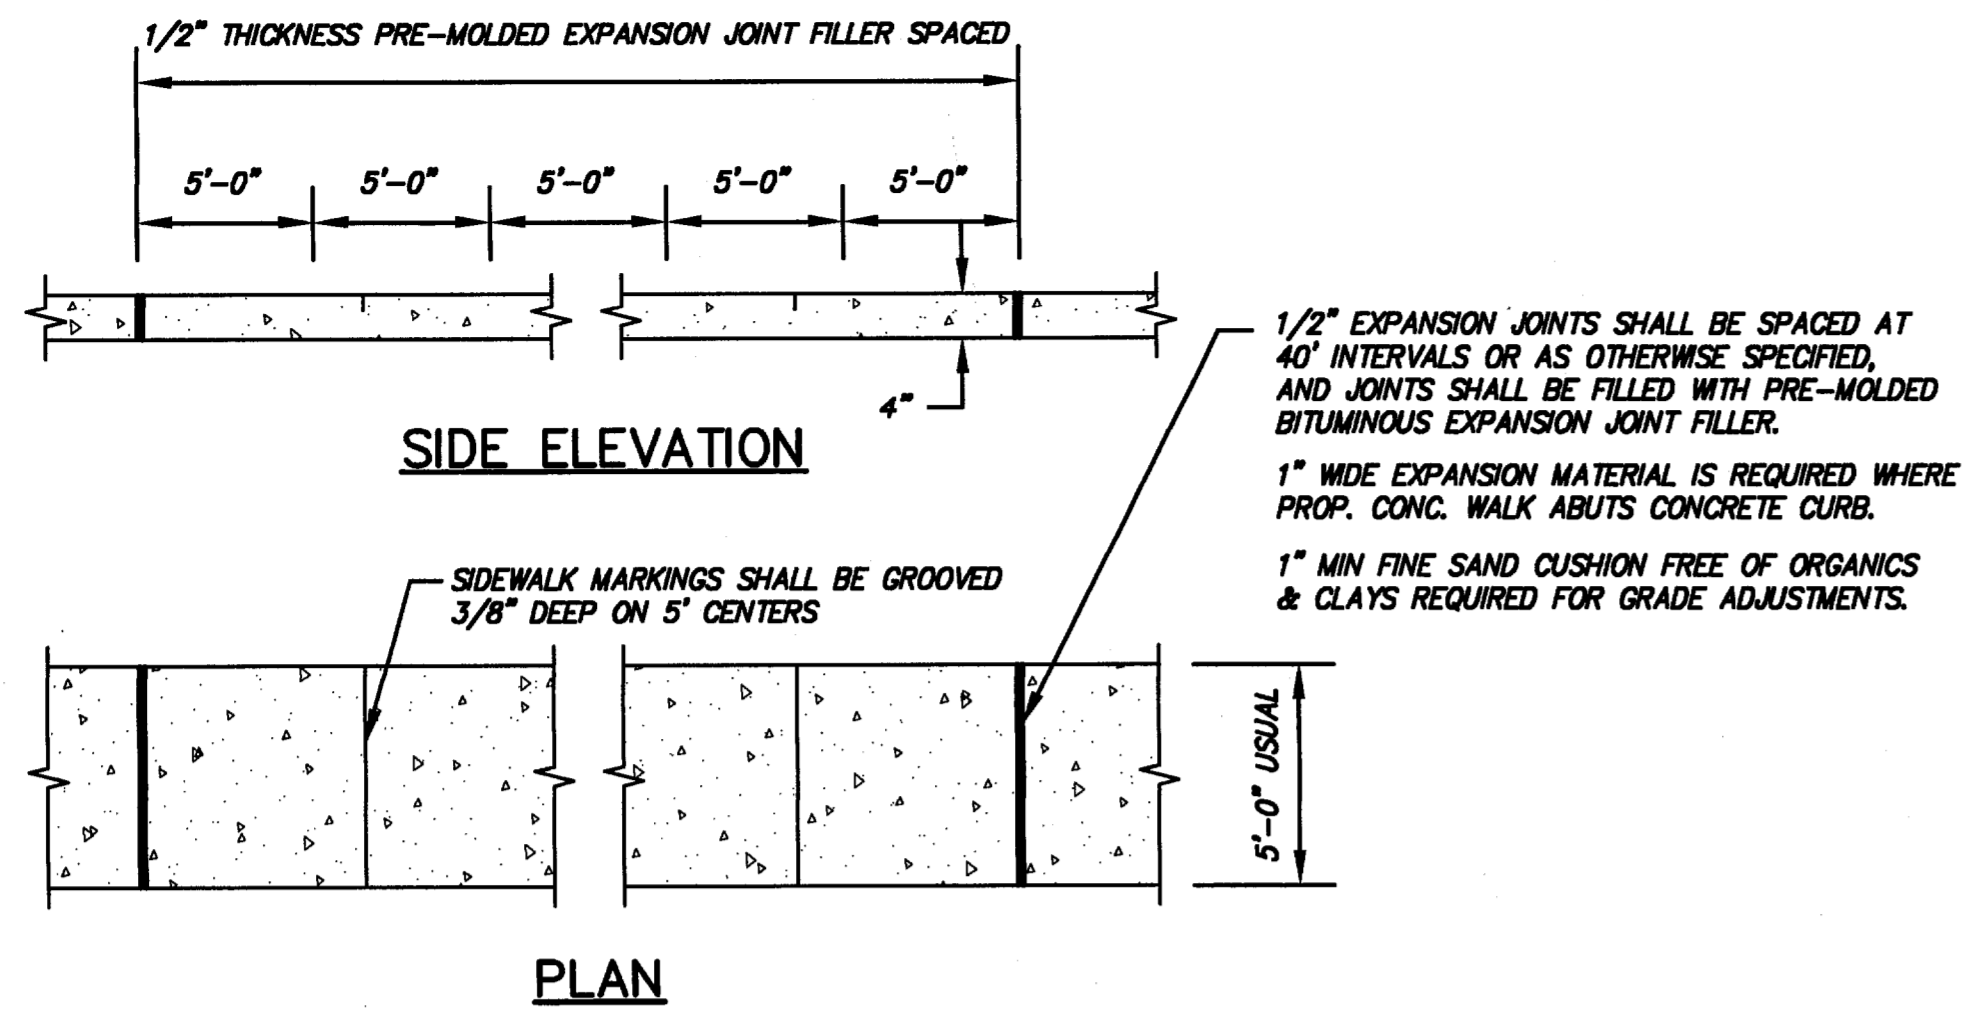 1/2" THICKNESS PRE-MOLDED EXPANSION JOINT FILLER SPACED
5'-0" 5'-0" 5'-0" 5'-0" 5'-0"
4"
SIDE ELEVATION
1/2" EXPANSION JOINTS SHALL BE SPACED AT
40' INTERVALS OR AS OTHERWISE SPECIFIED,
AND JOINTS SHALL BE FILLED WITH PRE-MOLDED
BITUMINOUS EXPANSION JOINT FILLER.
1" WIDE EXPANSION MATERIAL IS REQUIRED WHERE
PROP. CONC. WALK ABUTS CONCRETE CURB.
1" MIN FINE SAND CUSHION FREE OF ORGANICS
& CLAYS REQUIRED FOR GRADE ADJUSTMENTS.
SIDEWALK MARKINGS SHALL BE GROOVED
3/8" DEEP ON 5' CENTERS
5'-0" USUAL
PLAN